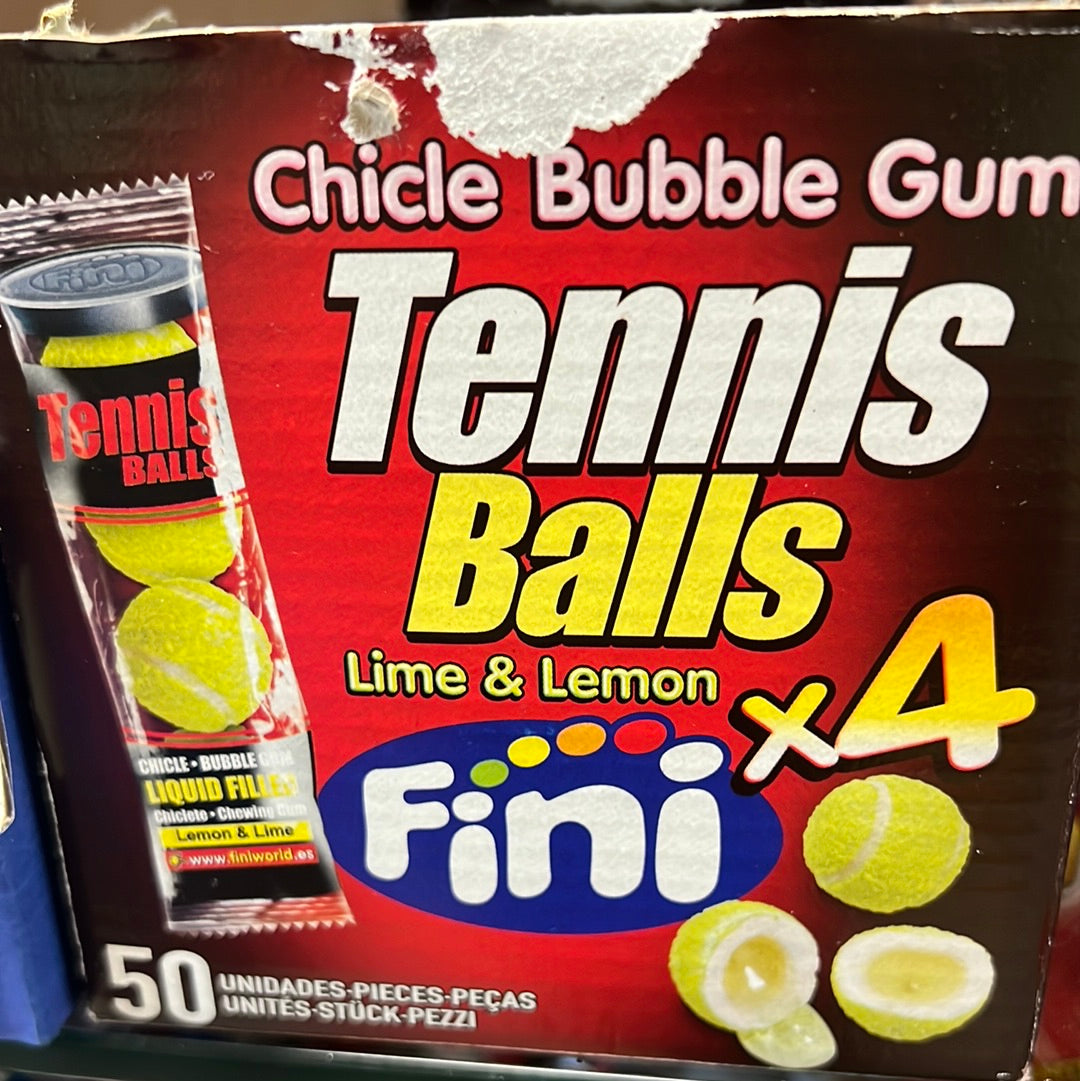 Chicle Bubble Gum
Tennis
Balls
Lime & Lemon
x4
Fini
50 UNIDADES-PIECES-PEÇAS
UNITÉS-STÜCK-PEZZI
Fini
Tennis
BALLS
CHICLE • BUBBLE GUM
LIQUID FILLED
Chiclete • Chewing Gum
Lemon & Lime
www.finiworld.es